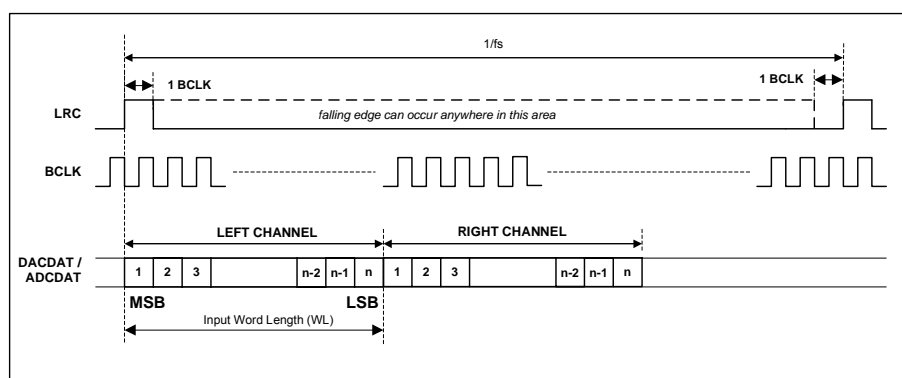 1/fs
1 BCLK
1 BCLK
LRC
falling edge can occur anywhere in this area
BCLK
LEFT CHANNEL
RIGHT CHANNEL
DACDAT /
ADCDAT
1 2 3 n-2 n-1 n 1 2 3 n-2 n-1 n
MSB
LSB
Input Word Length (WL)